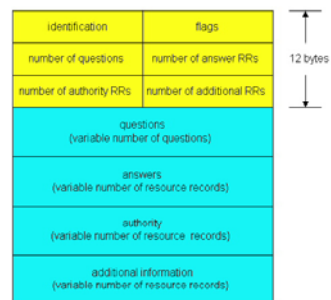 identification flags
12 bytes
number of questions number of answer RRs
number of authority RRs number of additional RRs
questions
(variable number of questions)
answers
(variable number of resource records)
authority
(variable number of resource records)
additional information
(variable number of resource records)